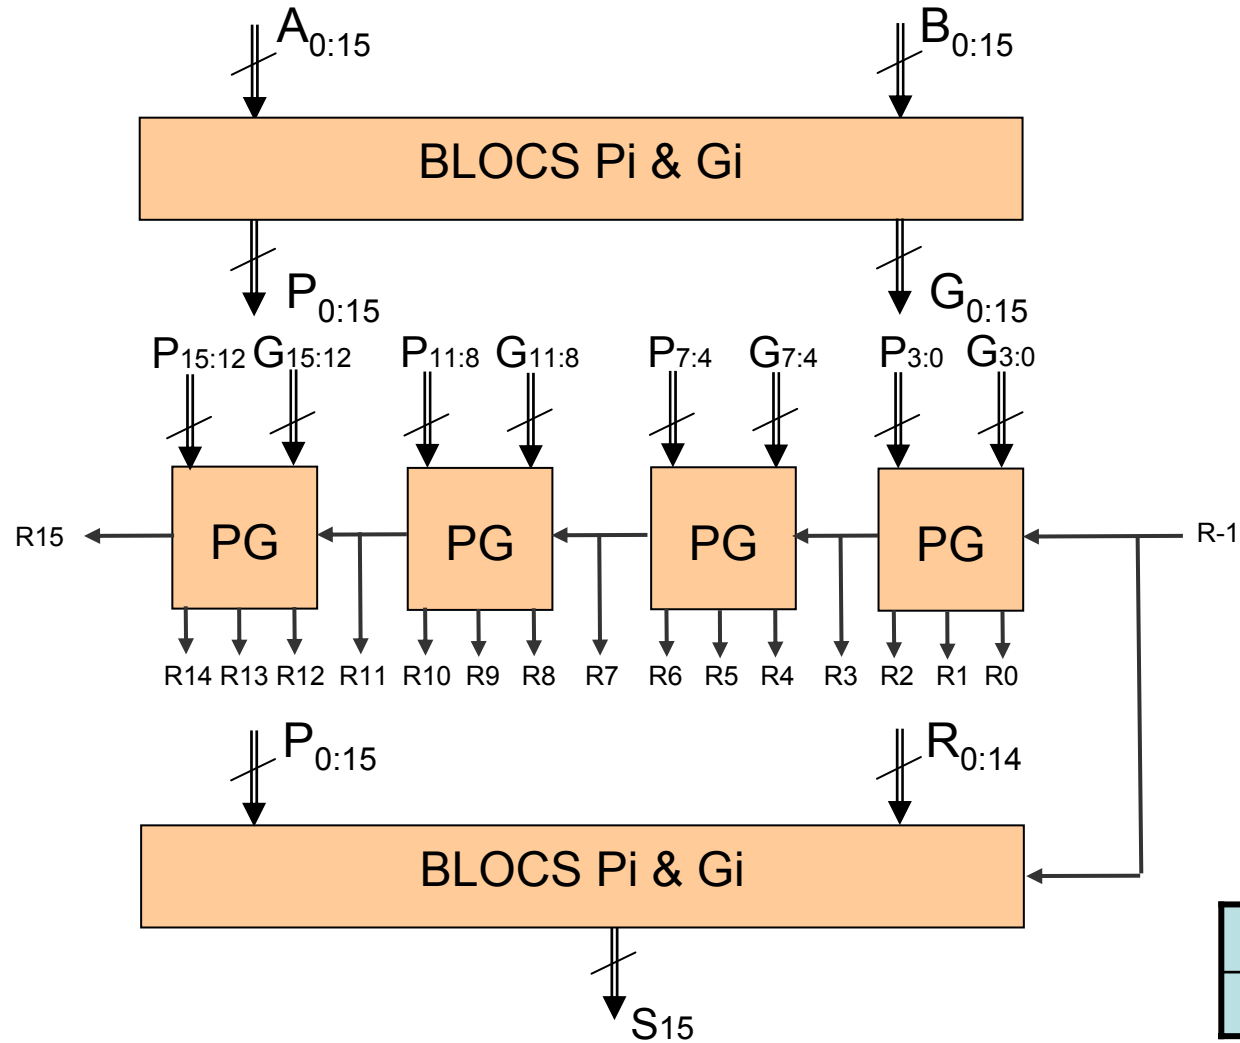 A0:15 B0:15
BLOCS Pi & Gi
P0:15 G0:15
P15:12 G15:12 P11:8 G11:8 P7:4 G7:4 P3:0 G3:0
R15 PG PG PG PG R-1
R14 R13 R12 R11 R10 R9 R8 R7 R6 R5 R4 R3 R2 R1 R0
P0:15 R0:14
BLOCS Pi & Gi
S15